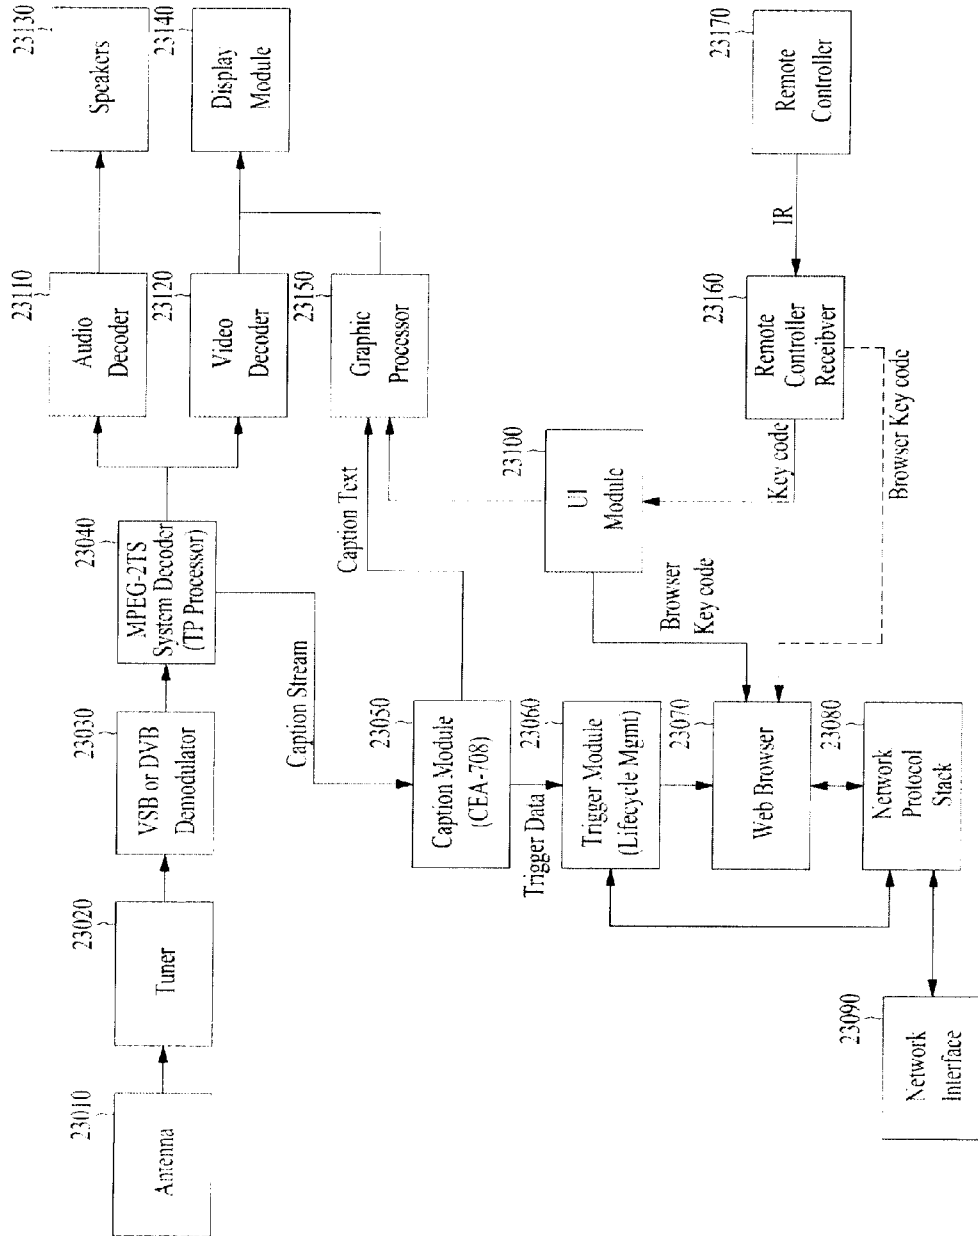 23010
Antenna
23020
Tuner
23030
VSB or DVB
Demodulator
23040
MPEG-2TS
System Decoder
(TP Processor)
23110
Audio
Decoder
23130
Speakers
23120
Video
Decoder
23140
Display
Module
23150
Graphic
Processor
Caption Stream
Caption Text
23050
Caption Module
(CEA-708)
Trigger Data
23060
Trigger Module
(Lifecycle Mgmt)
23070
Web Browser
23080
Network
Protocol
Stack
23090
Network
Interface
23100
UI
Module
Browser
Key code
Key code
Browser Key code
23160
Remote
Controller
Receibver
IR
23170
Remote
Controller